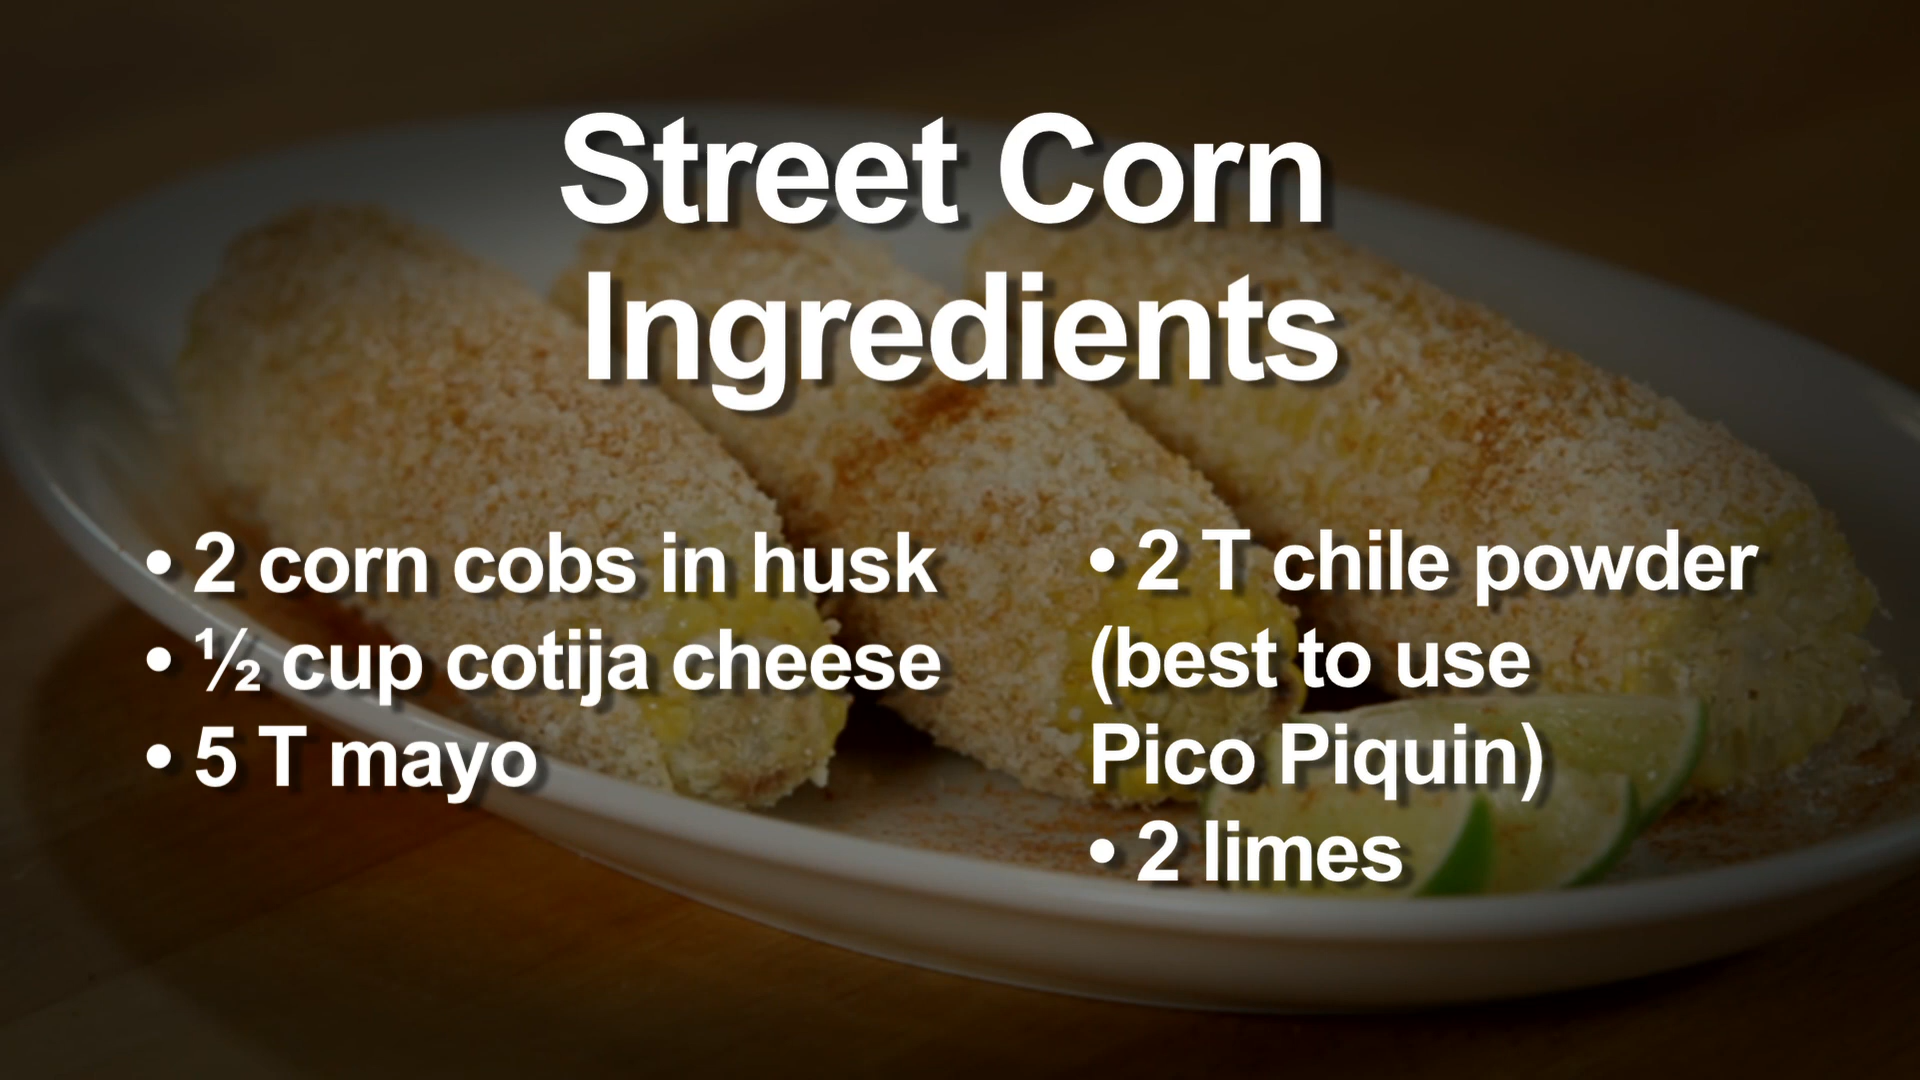 Street Corn
Ingredients
• 2 corn cobs in husk
• ½ cup cotija cheese
• 5 T mayo
• 2 T chile powder
(best to use
Pico Piquin)
• 2 limes